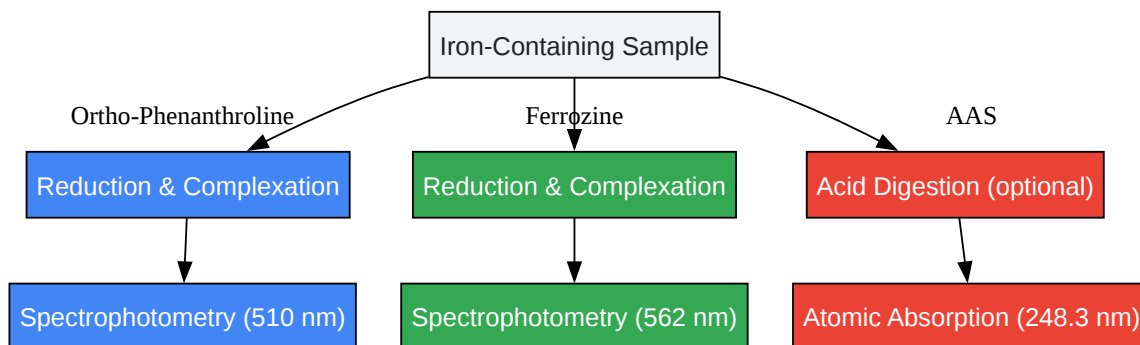 Iron-Containing Sample
Ortho-Phenanthroline
Ferrozine
AAS
Reduction & Complexation
Reduction & Complexation
Acid Digestion (optional)
Spectrophotometry (510 nm)
Spectrophotometry (562 nm)
Atomic Absorption (248.3 nm)